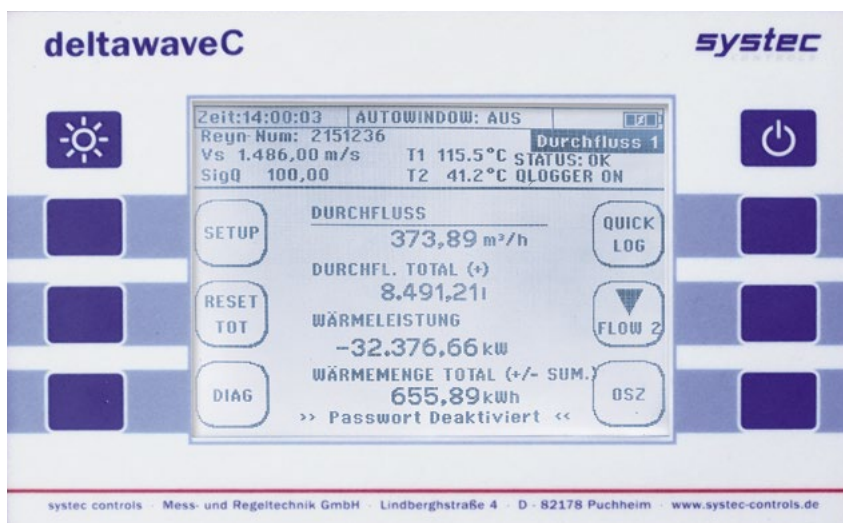 deltawaveC
systec
Zeit:14:00:03 AUTOWINDOW: AUS
Reyn-Num: 2151236 Durchfluss 1
Vs 1.486,00 m/s T1 115.5°C STATUS: OK
SigQ 100,00 T2 41.2°C QLOGGER ON
SETUP
DURCHFLUSS
373,89 m³/h
QUICK LOG
DURCHFL. TOTAL (+)
8.491,21l
RESET TOT
WÄRMELEISTUNG
-32.376,66 kW
FLOW 2
WÄRMEMENGE TOTAL (+/- SUM.)
655,89 kWh
DIAG
OSZ
>> Passwort Deaktiviert <<
systec controls · Mess- und Regeltechnik GmbH · Lindberghstraße 4 · D - 82178 Puchheim · www.systec-controls.de